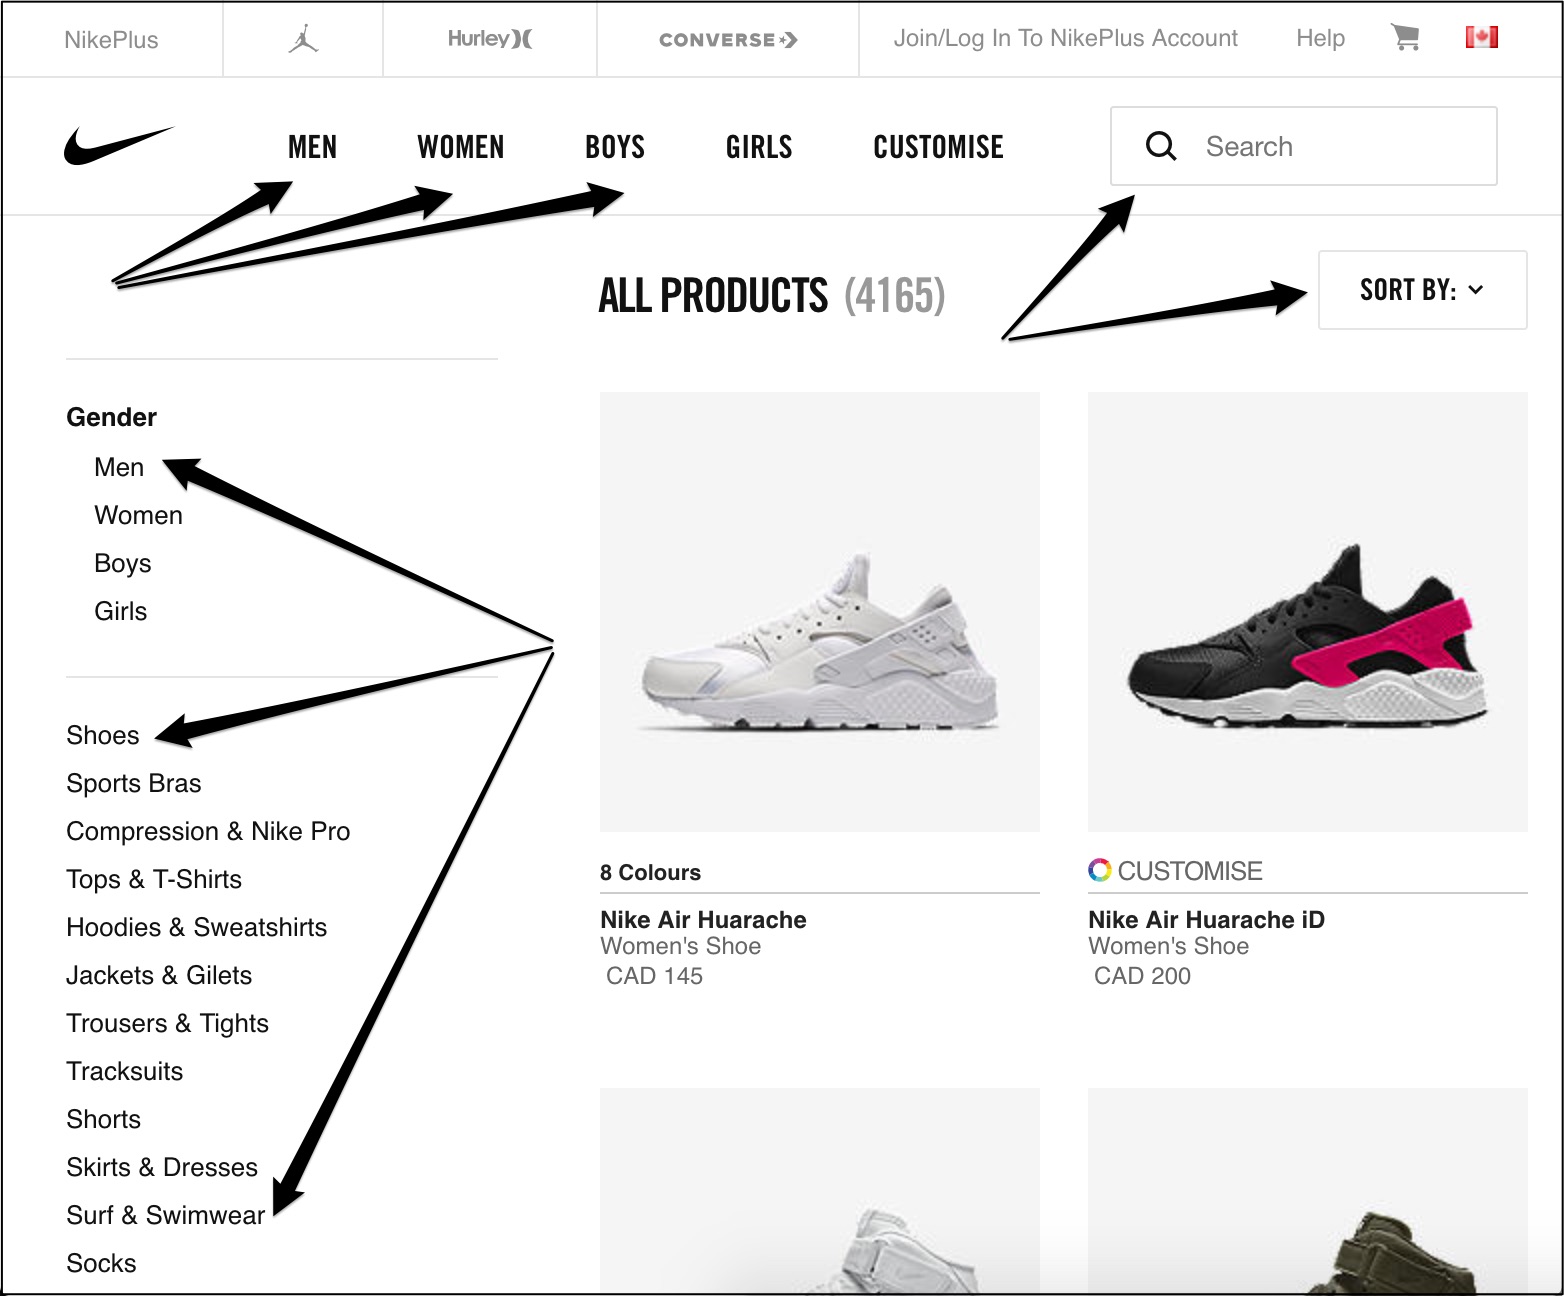 NikePlus
Hurley
CONVERSE
Join/Log In To NikePlus Account
Help
MEN
WOMEN
BOYS
GIRLS
CUSTOMISE
Search
ALL PRODUCTS (4165)
SORT BY:
Gender
Men
Women
Boys
Girls
Shoes
Sports Bras
Compression & Nike Pro
Tops & T-Shirts
Hoodies & Sweatshirts
Jackets & Gilets
Trousers & Tights
Tracksuits
Shorts
Skirts & Dresses
Surf & Swimwear
Socks
8 Colours
Nike Air Huarache
Women's Shoe
CAD 145
CUSTOMISE
Nike Air Huarache iD
Women's Shoe
CAD 200